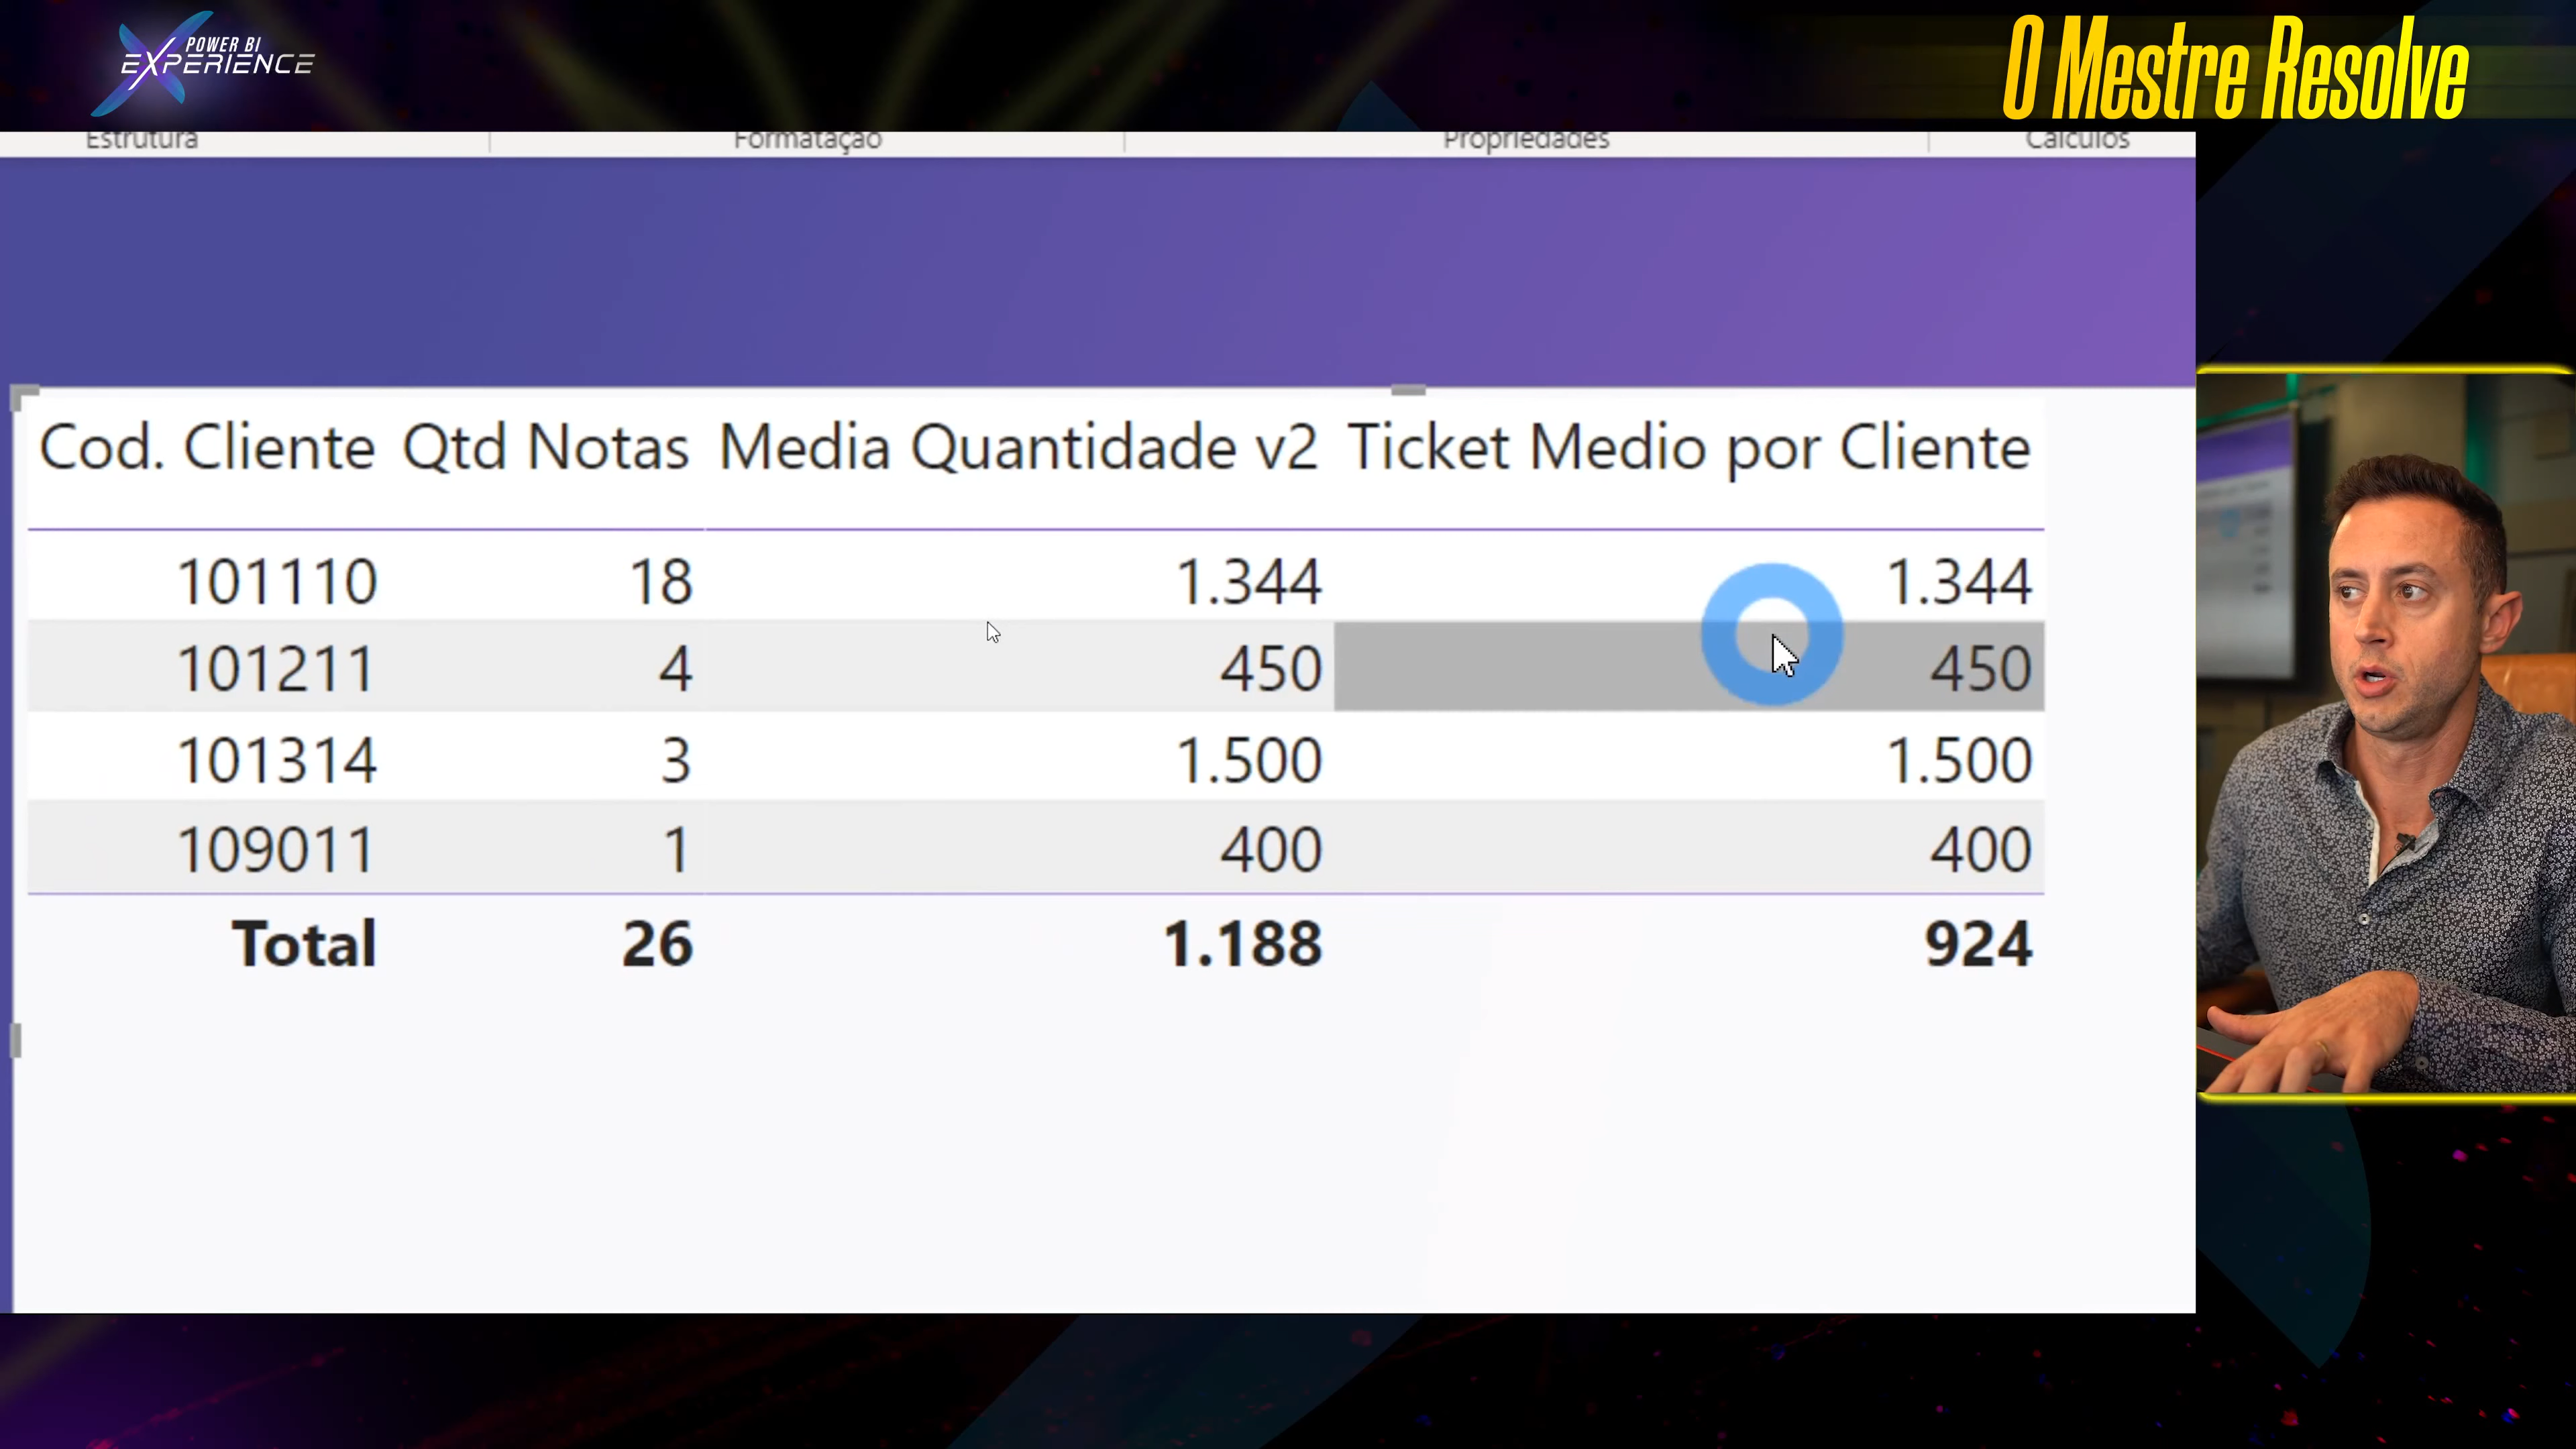 POWER BI
EXPERIENCE
O Mestre Resolve
Estrutura Formatação Propriedades Cálculos
Cod. Cliente Qtd Notas Media Quantidade v2 Ticket Medio por Cliente
101110 18 1.344 1.344
101211 4 450 450
101314 3 1.500 1.500
109011 1 400 400
Total 26 1.188 924